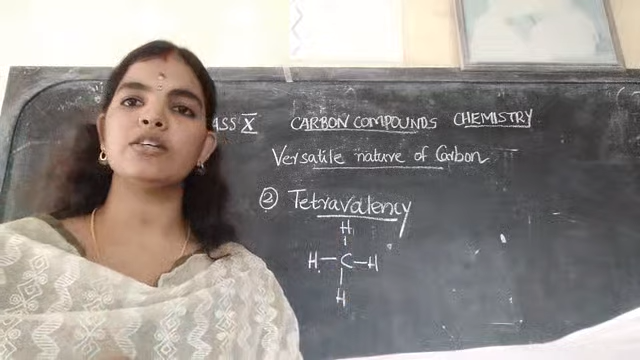 ASS X CARBON COMPOUNDS CHEMISTRY
Versatile nature of Carbon
② Tetravalency
H
H - C - H
H